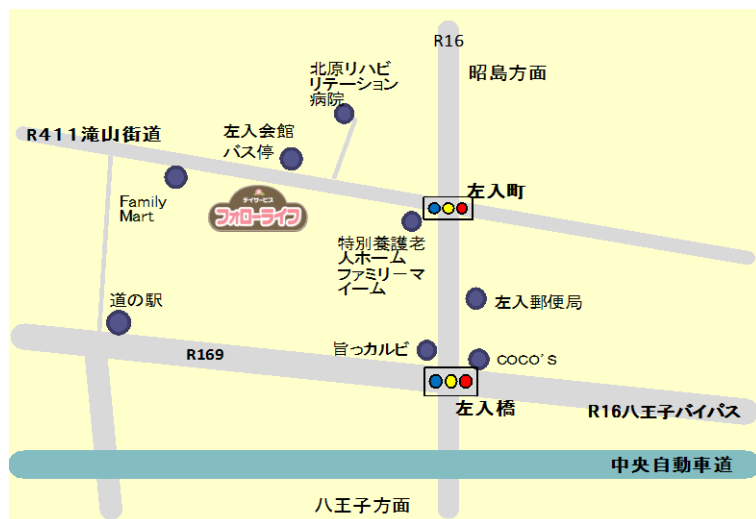 R16
昭島方面
北原リハビ
リテーション
病院
R411滝山街道
左入会館
バス停
Family
Mart
デイサービス
フォローライフ
左入町
特別養護老
人ホーム
ファミリーマ
イーム
道の駅
左入郵便局
R169
旨っカルビ
coco's
左入橋
R16八王子バイパス
中央自動車道
八王子方面